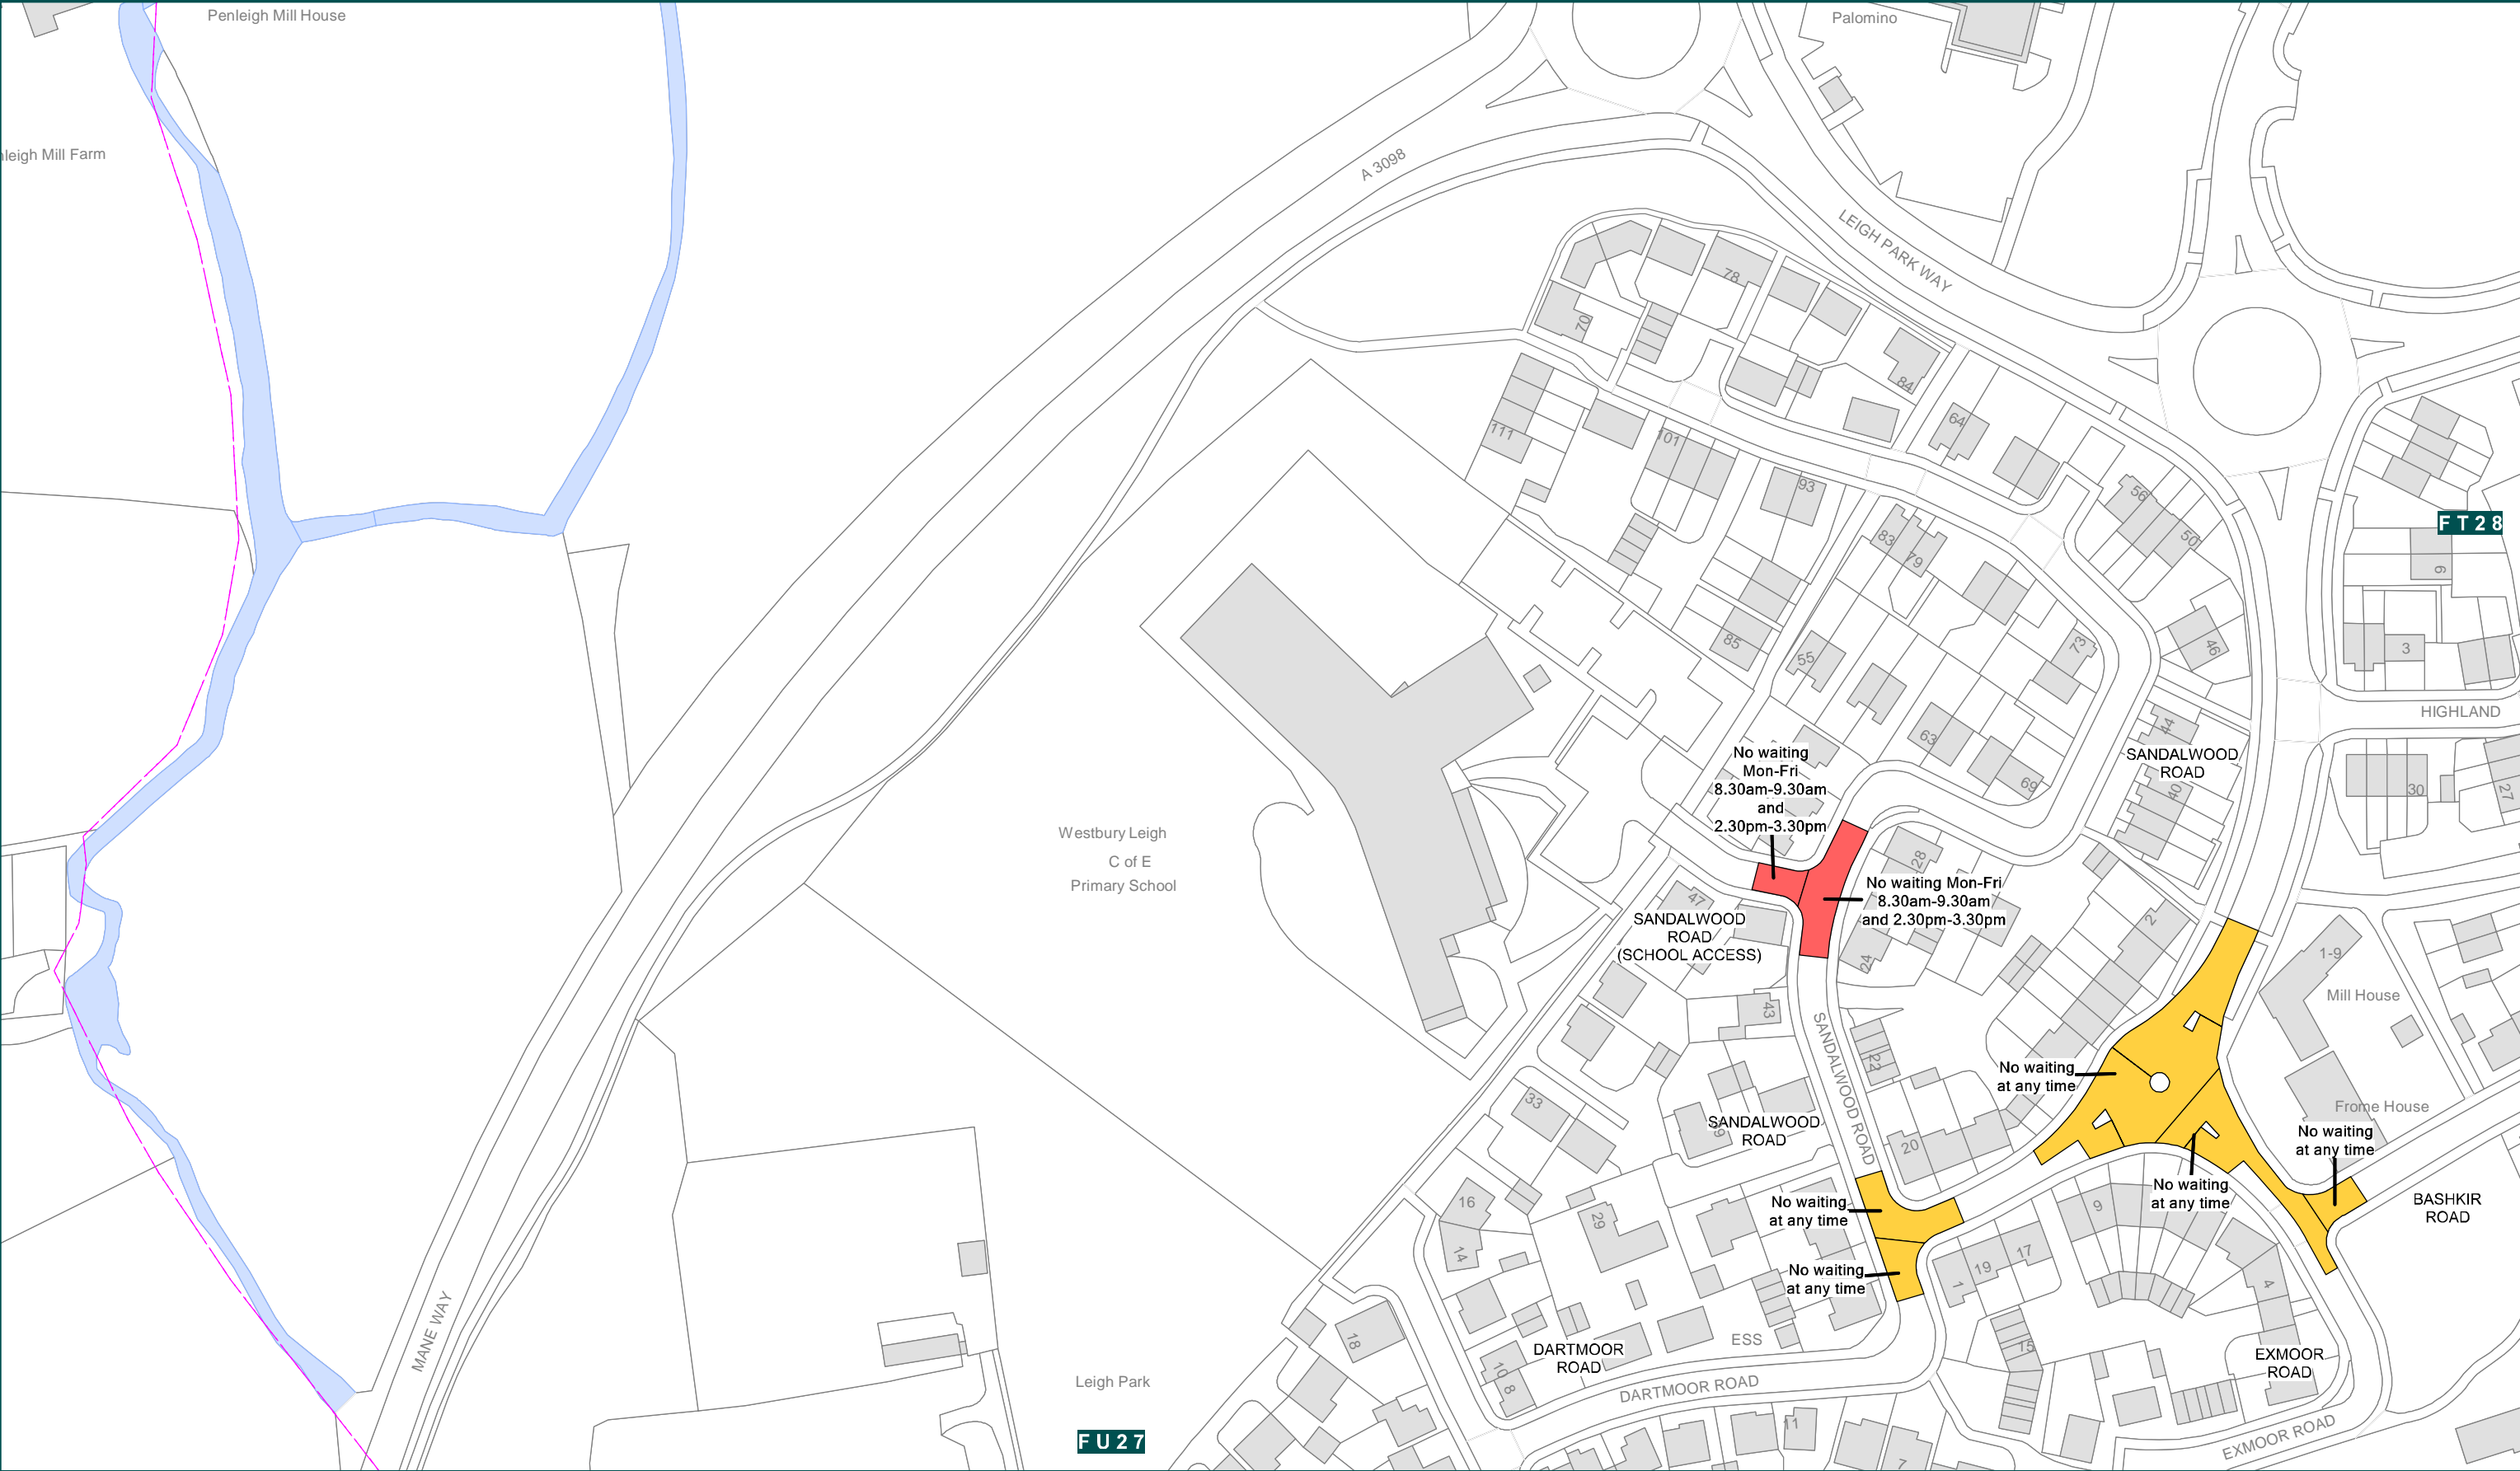 Penleigh Mill House
Palomino
nleigh Mill Farm
A 3098
LEIGH PARK WAY
78
70
84
64
111
101
93
56
50
FT28
83
79
6
85
55
73
46
3
63
69
44
HIGHLAND
SANDALWOOD
ROAD
40
30
27
No waiting
Mon-Fri
8.30am-9.30am
and
2.30pm-3.30pm
Westbury Leigh
C of E
Primary School
28
No waiting Mon-Fri
8.30am-9.30am
and 2.30pm-3.30pm
47
SANDALWOOD
ROAD
(SCHOOL ACCESS)
24
2
1-9
Mill House
43
SANDALWOOD ROAD
22
No waiting
at any time
33
39
SANDALWOOD
ROAD
20
Frome House
No waiting
at any time
No waiting
at any time
BASHKIR
ROAD
16
14
29
No waiting
at any time
9
No waiting
at any time
1
19
17
4
MANE WAY
18
ESS
15
DARTMOOR
ROAD
EXMOOR
ROAD
10
8
DARTMOOR ROAD
Leigh Park
FU27
11
7
EXMOOR ROAD